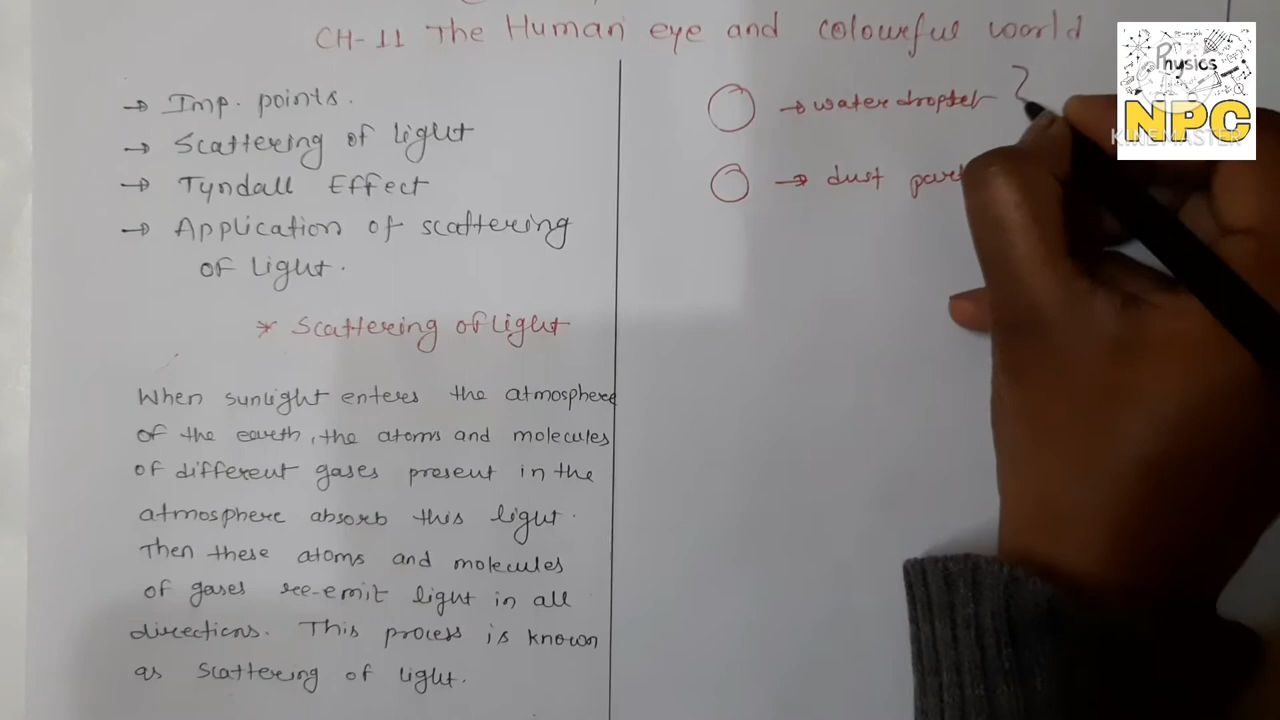 CH-11 The Human eye and colourful world
→ Imp. points.
→ Scattering of light
→ Tyndall Effect
→ Application of scattering
of light.
* Scattering of light
When sunlight enters the atmosphere
of the earth, the atoms and molecules
of different gases present in the
atmosphere absorb this light.
Then these atoms and molecules
of gases re-emit light in all
directions. This process is known
as scattering of light.
→ water droplet
→ dust part
Physics
NPC
KINEMASTER